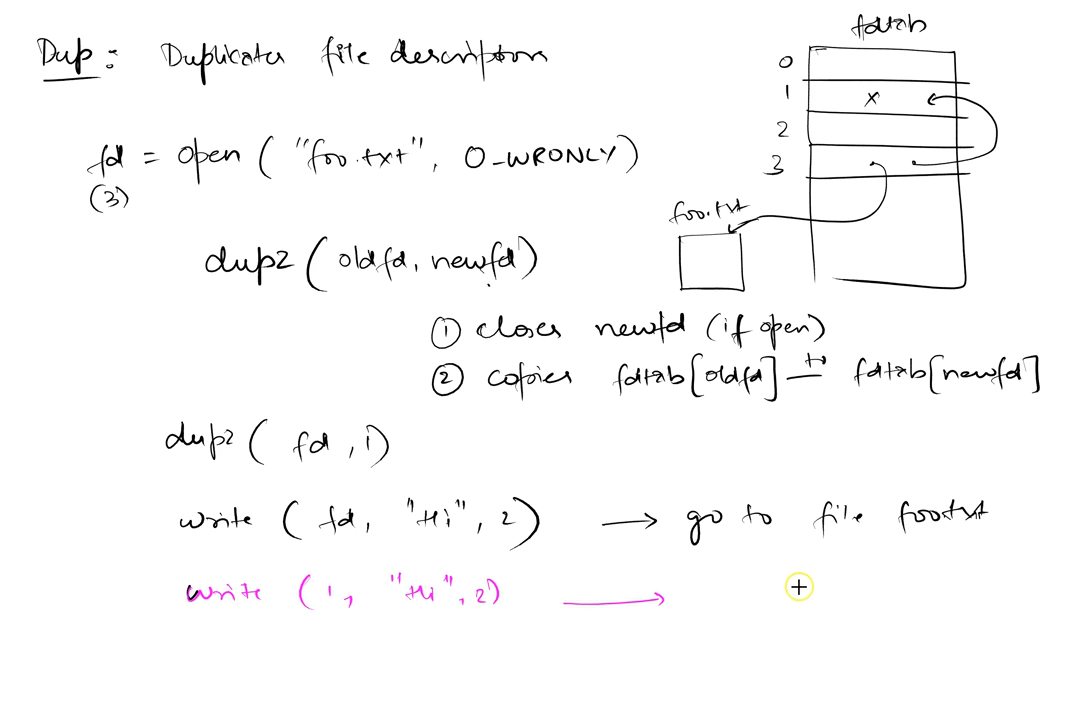 Dup : Duplicates file descriptors
fdtab
0
1 x
2
3
fd = open ( "foo.txt", O_WRONLY )
(3)
foo.txt
dup2 ( oldfd, newfd )
① closes newfd (if open)
② copies fdtab[oldfd] to fdtab[newfd]
dup2 ( fd , 1)
write ( fd, "Hi", 2 ) → go to file foo.txt
write ( 1, "Hi", 2) →